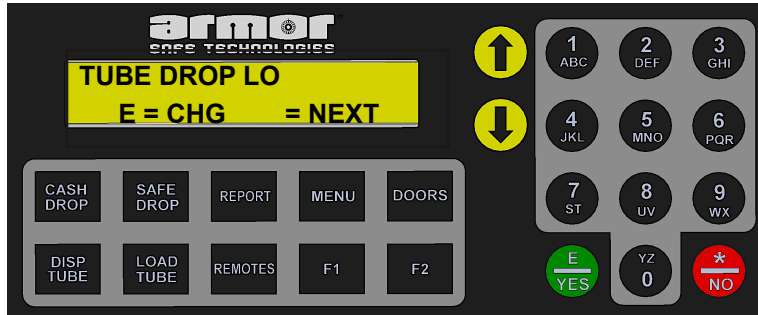 armor
SAFE TECHNOLOGIES
TUBE DROP LO
E = CHG = NEXT
1
ABC
2
DEF
3
GHI
4
JKL
5
MNO
6
PQR
7
ST
8
UV
9
WX
E
YES
YZ
0
*
NO
CASH
DROP
SAFE
DROP
REPORT
MENU
DOORS
DISP
TUBE
LOAD
TUBE
REMOTES
F1
F2